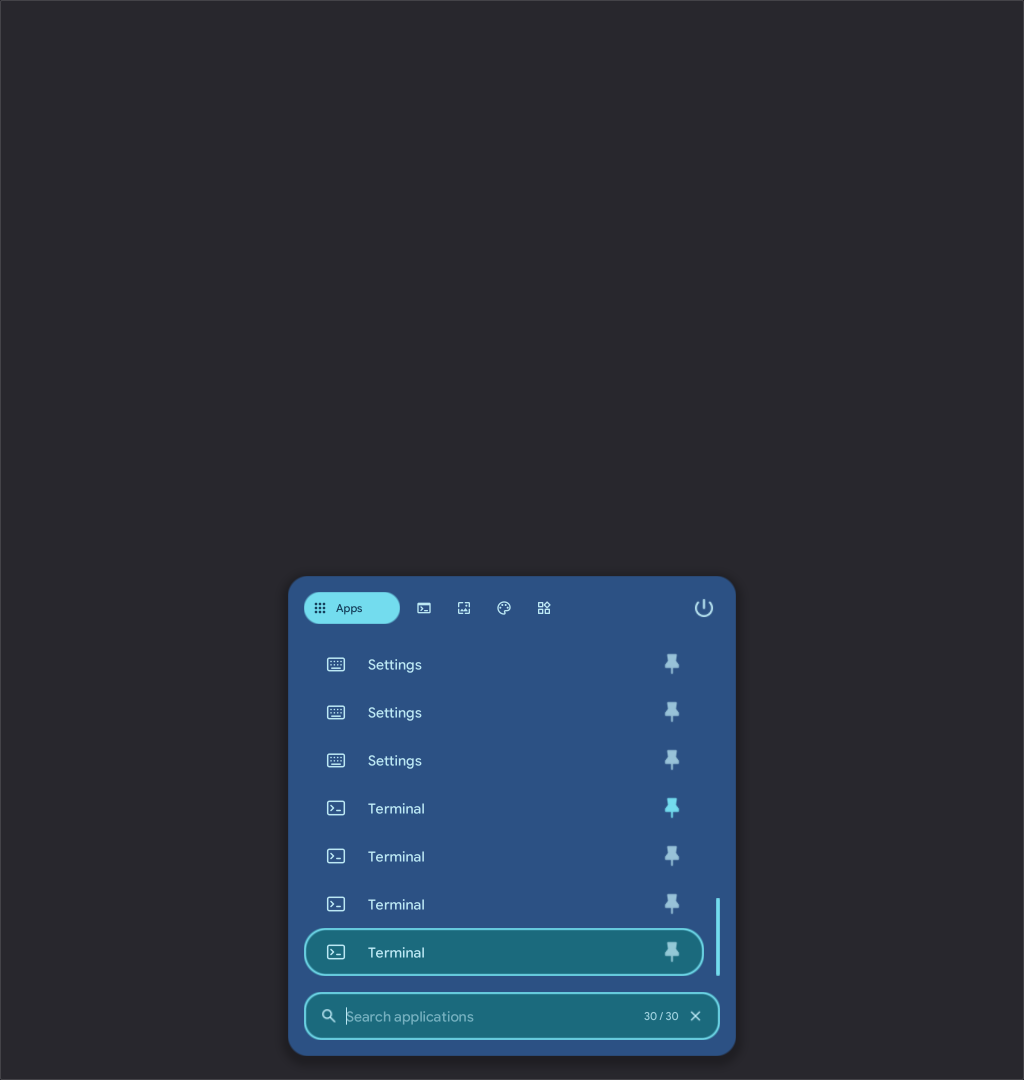 Apps
Settings
Settings
Settings
Terminal
Terminal
Terminal
Terminal
Search applications 30 / 30